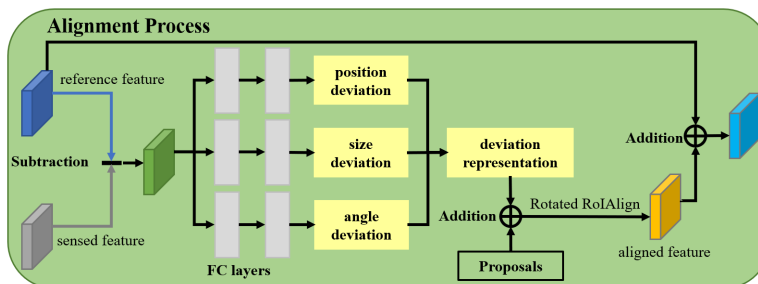 Alignment Process
reference feature
Subtraction
sensed feature
FC layers
position
deviation
size
deviation
angle
deviation
deviation
representation
Addition
Proposals
Rotated RoIAlign
aligned feature
Addition